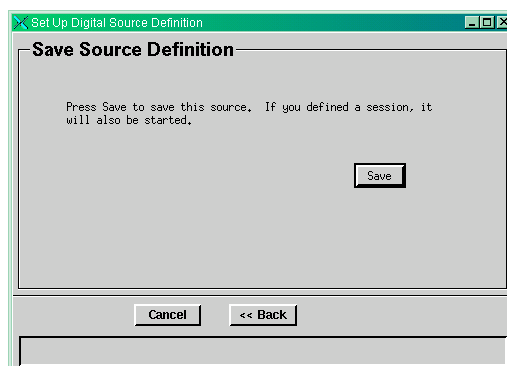 Set Up Digital Source Definition
Save Source Definition
Press Save to save this source. If you defined a session, it
will also be started.
Save
Cancel
<< Back